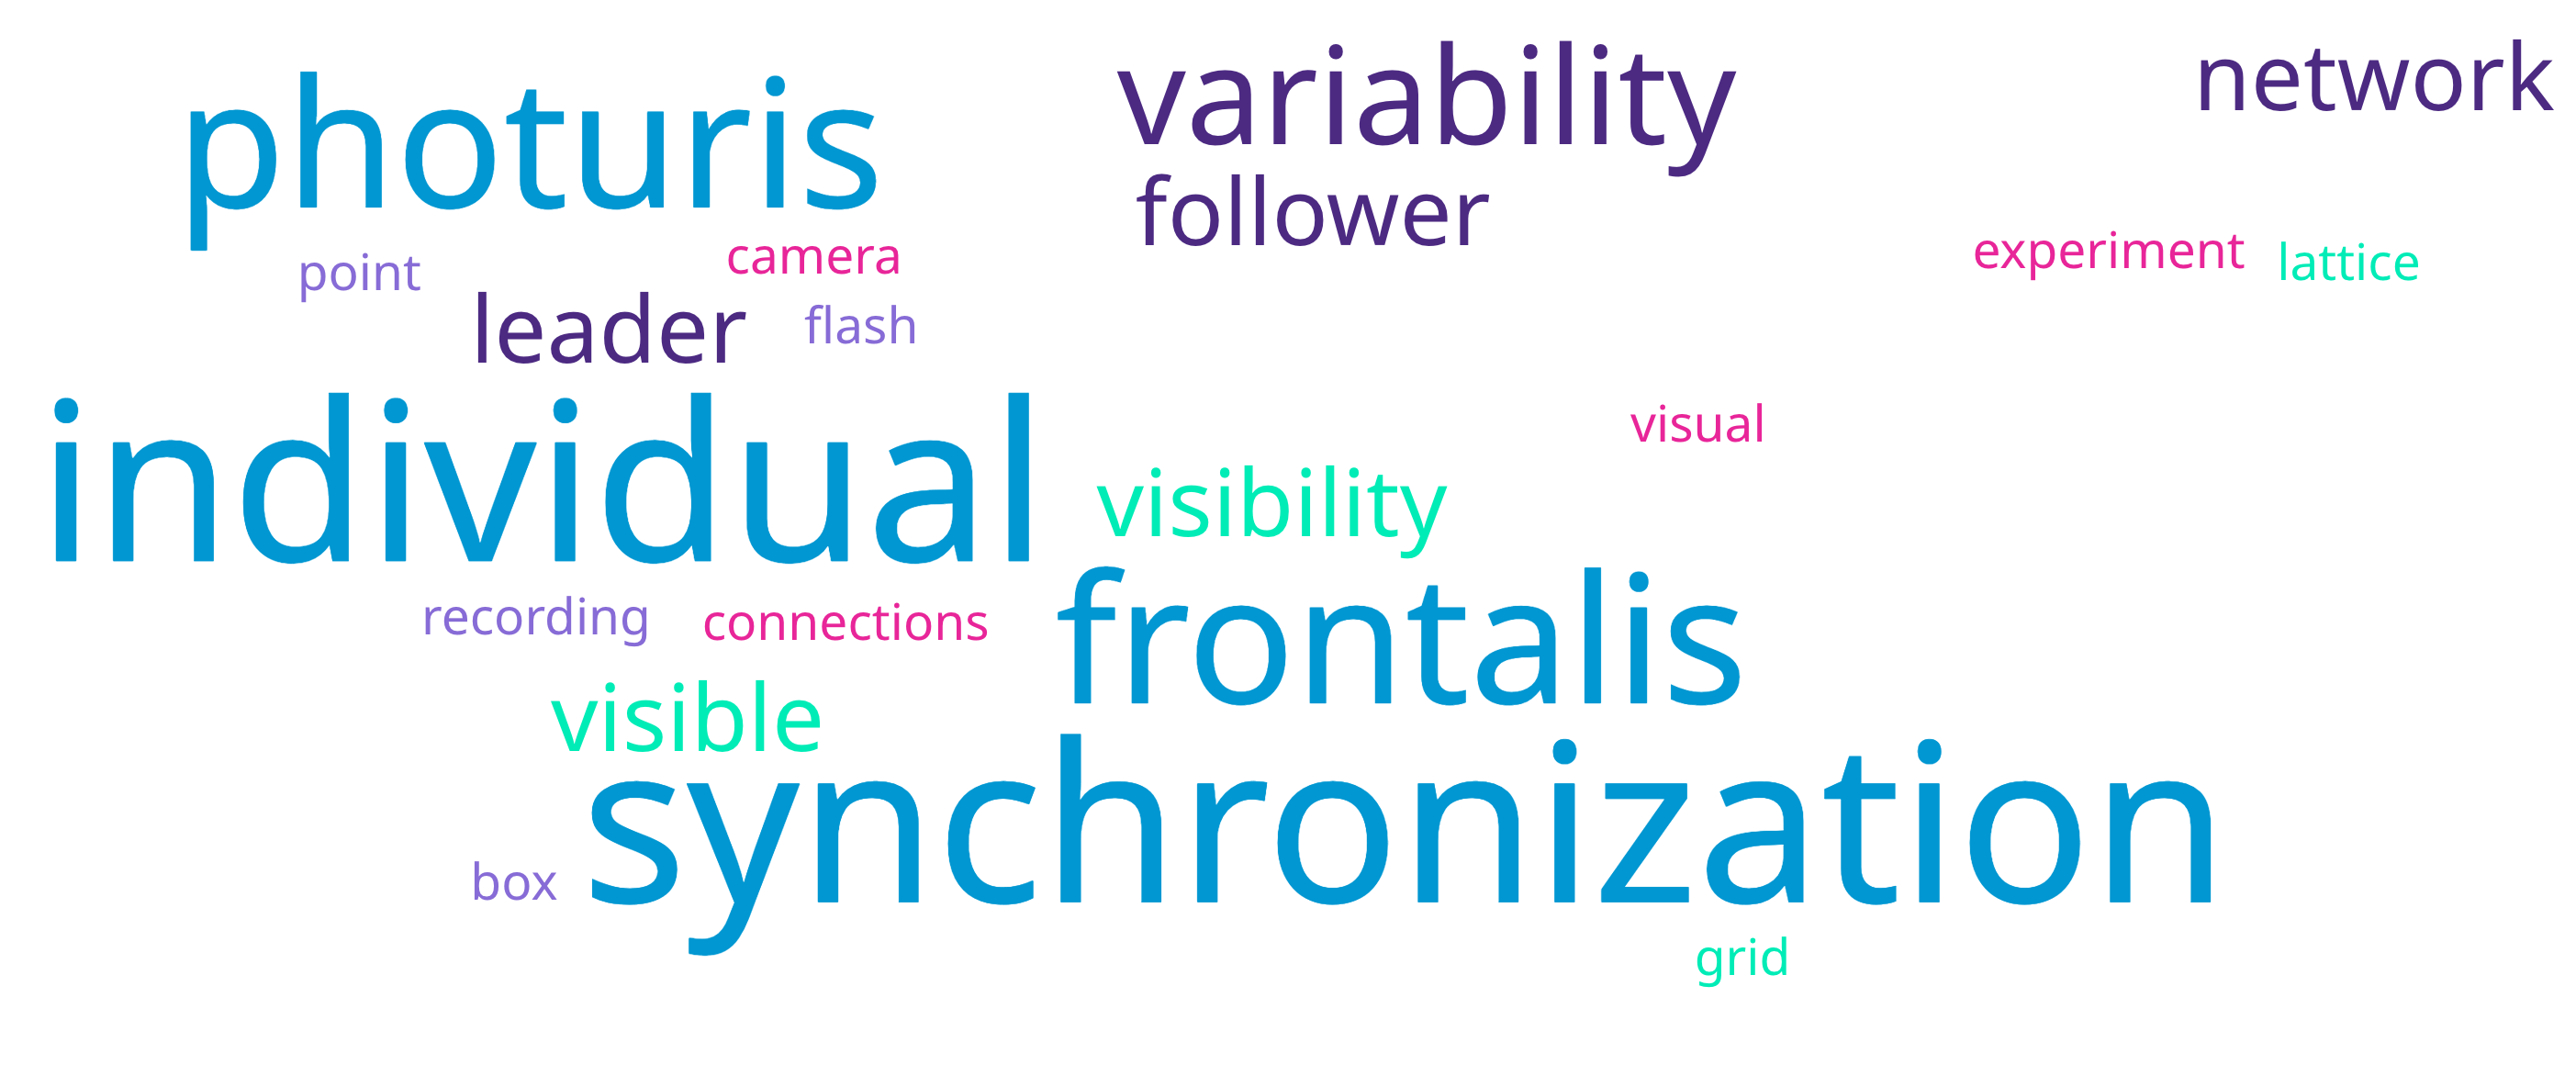 photuris
variability
network
follower
point
camera
experiment
lattice
leader
flash
individual
visual
visibility
recording
connections
frontalis
visible
synchronization
box
grid